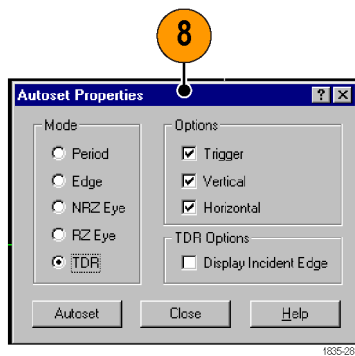 8
Autoset Properties
Mode
Period
Edge
NRZ Eye
RZ Eye
TDR
Options
Trigger
Vertical
Horizontal
TDR Options
Display Incident Edge
Autoset
Close
Help
1835-28